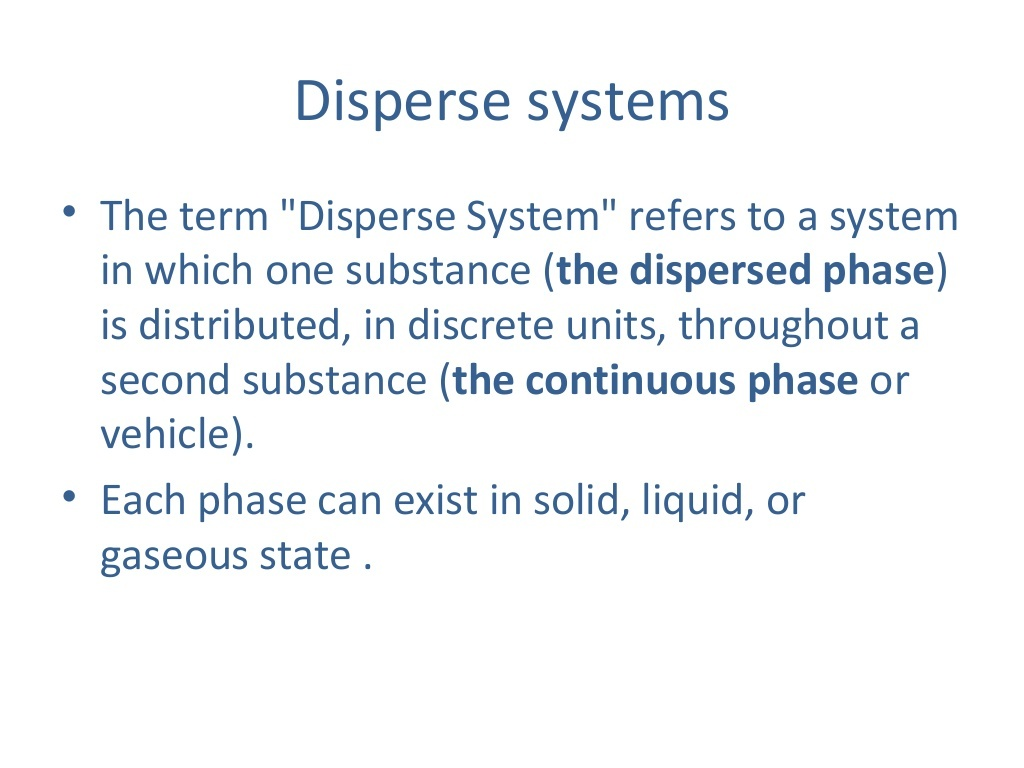 Disperse systems
• The term "Disperse System" refers to a system
in which one substance (the dispersed phase)
is distributed, in discrete units, throughout a
second substance (the continuous phase or
vehicle).
• Each phase can exist in solid, liquid, or
gaseous state .